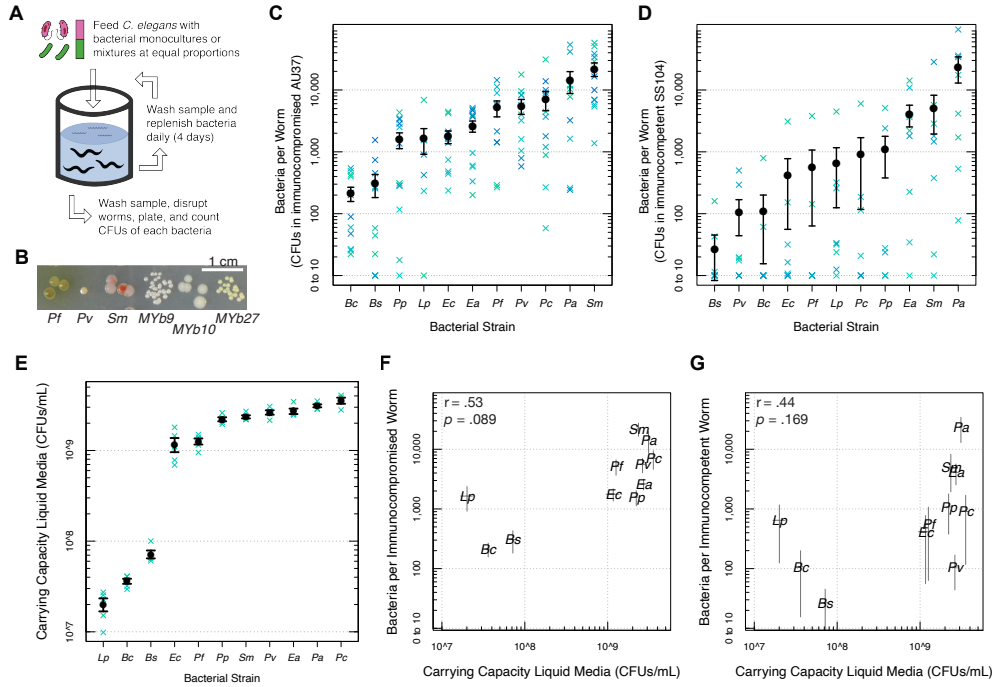 A
Feed C. elegans with
bacterial monocultures or
mixtures at equal proportions
Wash sample and
replenish bacteria
daily (4 days)
Wash sample, disrupt
worms, plate, and count
CFUs of each bacteria
B
1 cm
Pf Pv Sm MYb9 MYb27
MYb10
C
Bacteria per Worm
(CFUs in immunocompromised AU37)
10,000
1,000
100
0 to 10
Bc Bs Pp Lp Ec Ea Pf Pv Pc Pa Sm
Bacterial Strain
D
Bacteria per Worm
(CFUs in immunocompetent SS104)
10,000
1,000
100
0 to 10
Bs Pv Bc Ec Pf Lp Pc Pp Ea Sm Pa
Bacterial Strain
E
Carrying Capacity Liquid Media (CFUs/mL)
10^9
10^8
10^7
Lp Bc Bs Ec Pf Pp Sm Pv Ea Pa Pc
Bacterial Strain
F
r = .53
p = .089
Bacteria per Immunocompromised Worm
10,000
1,000
100
0 to 10
Sm
Pa
Pc
Pf
Pv
Ea
Ec
Pp
Lp
Bs
Bc
10^7 10^8 10^9
Carrying Capacity Liquid Media (CFUs/mL)
G
r = .44
p = .169
Bacteria per Immunocompetent Worm
10,000
1,000
100
0 to 10
Pa
Sm
Ea
Pp
Pc
Lp
Pf
Ec
Bc
Pv
Bs
10^7 10^8 10^9
Carrying Capacity Liquid Media (CFUs/mL)